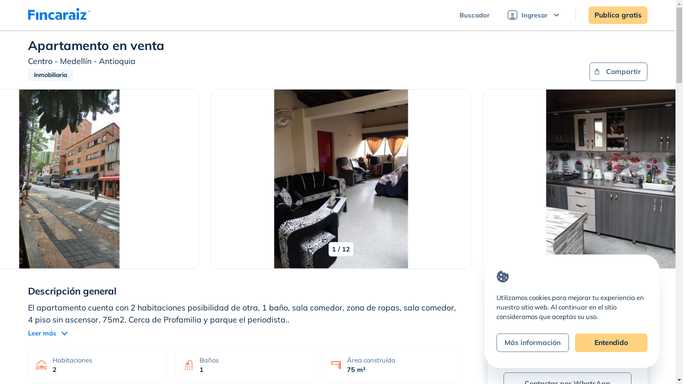 Fincaraiz
Buscador
Ingresar
Publica gratis
Apartamento en venta
Centro - Medellín - Antioquia
Inmobiliaria
Compartir
1 / 12
Descripción general
El apartamento cuenta con 2 habitaciones posibilidad de otra, 1 baño, sala comedor, zona de ropas, sala comedor,
4 piso sin ascensor, 75m2. Cerca de Profamilia y parque el periodista..
Leer más
Habitaciones
2
Baños
1
Área construida
75 m²
Utilizamos cookies para mejorar tu experiencia en
nuestro sitio web. Al continuar en el sitio
consideramos que aceptas su uso.
Más información
Entendido
Contactar por WhatsApp